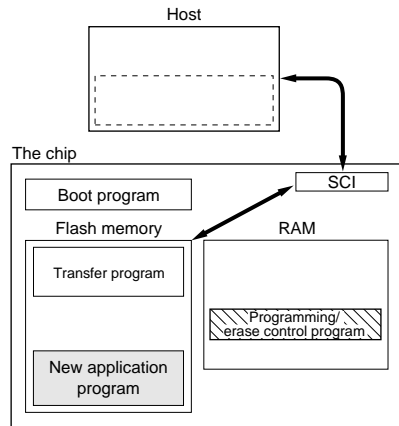 Host
The chip
SCI
Boot program
Flash memory
RAM
Transfer program
Programming/
erase control program
New application
program